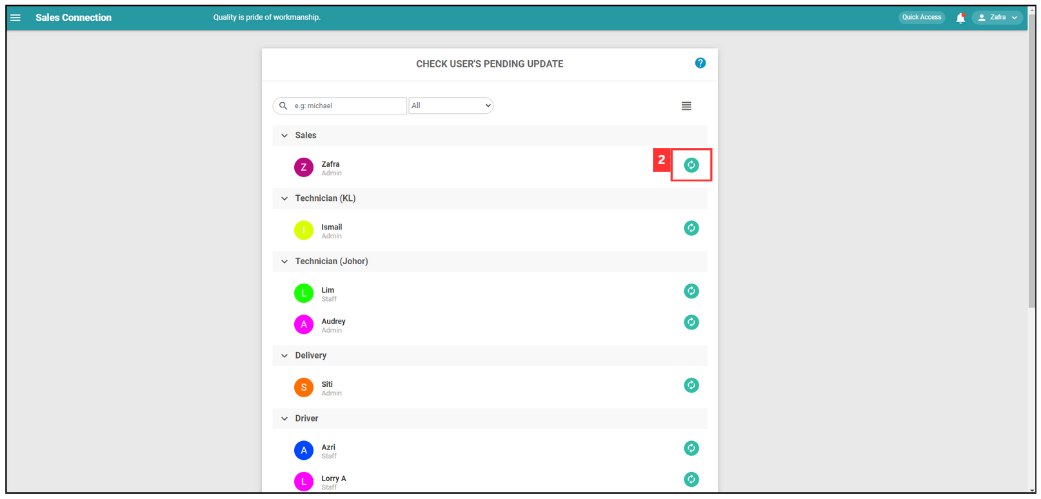 Sales Connection Quality is pride of workmanship. Quick Access Zafra
CHECK USER'S PENDING UPDATE ?
e.g: michael All
Sales
Z Zafra 2
Admin
Technician (KL)
I Ismail
Admin
Technician (Johor)
L Lim
Staff
A Audrey
Admin
Delivery
S Siti
Admin
Driver
A Azri
Staff
L Lorry A
Staff